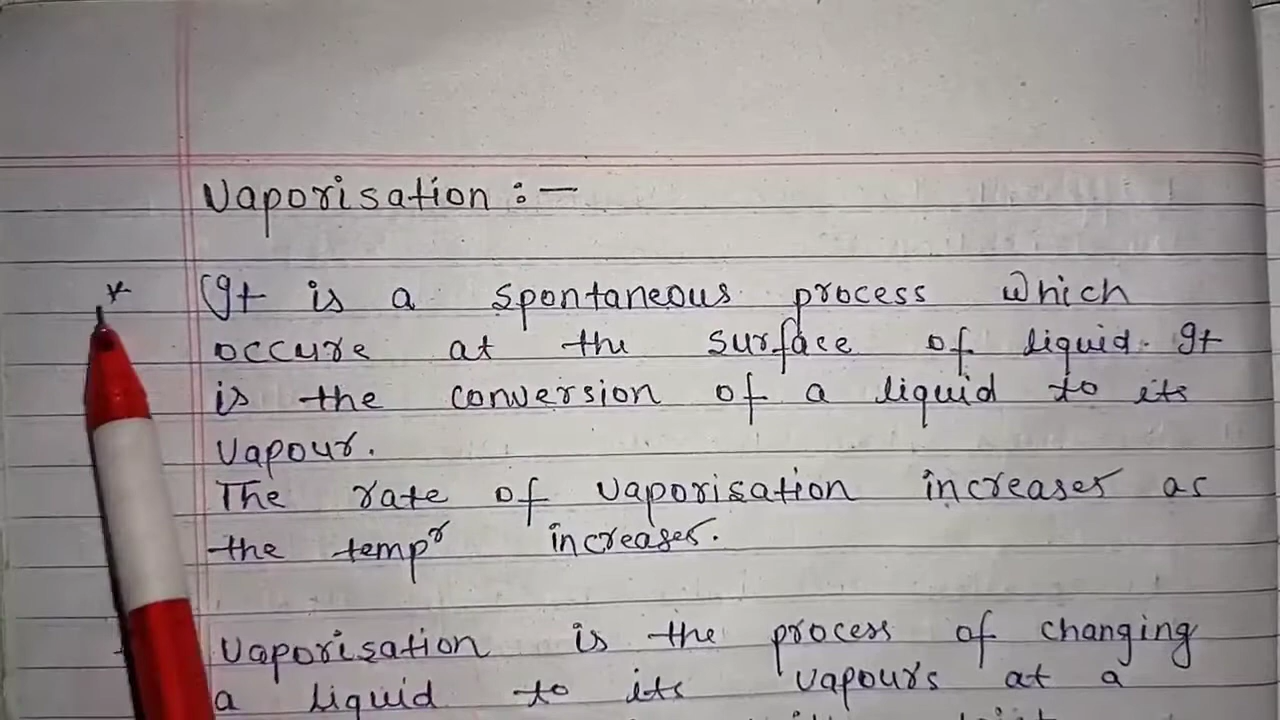 Vaporisation :-
* It is a spontaneous process which
occure at the surface of liquid. It
is the conversion of a liquid to its
vapour.
The rate of vaporisation increases as
the tempr increases.
Vaporisation is the process of changing
a liquid to its vapours at a